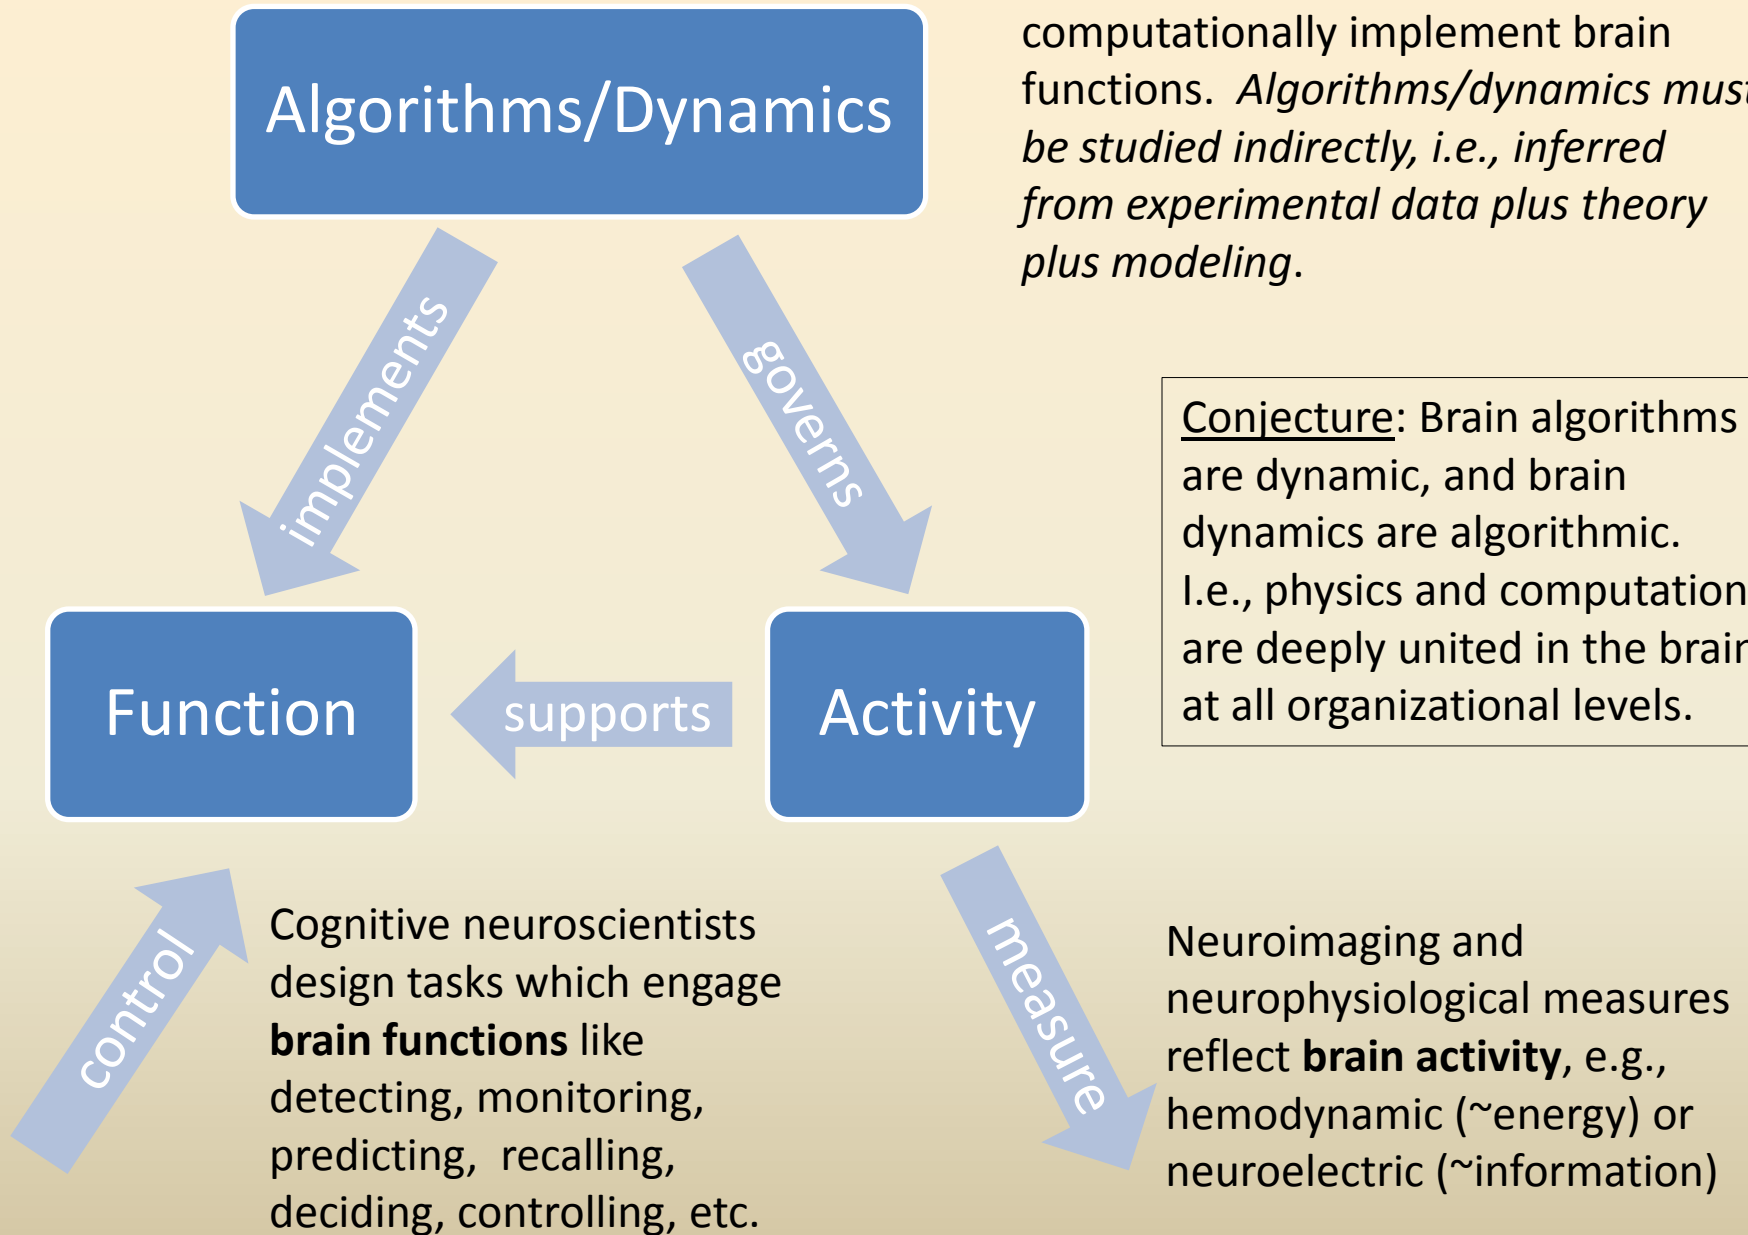 computationally implement brain
functions.  Algorithms/dynamics must
be studied indirectly, i.e., inferred
from experimental data plus theory
plus modeling.
Algorithms/Dynamics
implements
governs
Conjecture: Brain algorithms
are dynamic, and brain
dynamics are algorithmic.
I.e., physics and computation
are deeply united in the brain
at all organizational levels.
Function
supports
Activity
control
Cognitive neuroscientists
design tasks which engage
brain functions like
detecting, monitoring,
predicting,  recalling,
deciding, controlling, etc.
measure
Neuroimaging and
neurophysiological measures
reflect brain activity, e.g.,
hemodynamic (~energy) or
neuroelectric (~information)